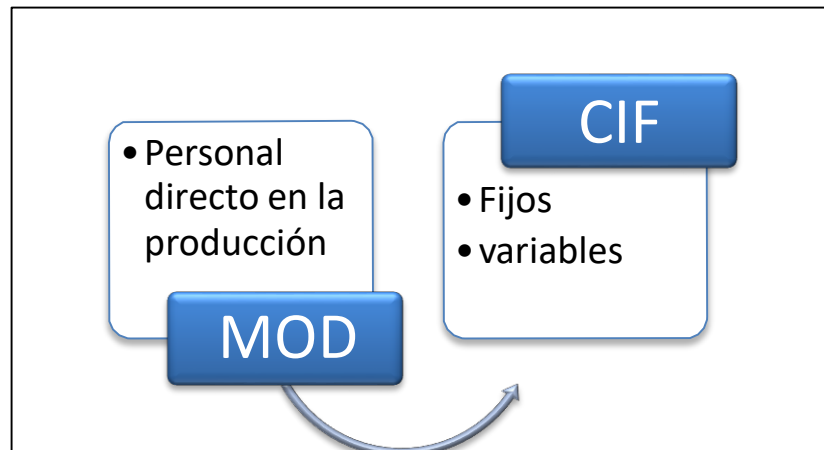 • Personal
directo en la
producción
MOD
CIF
• Fijos
• variables